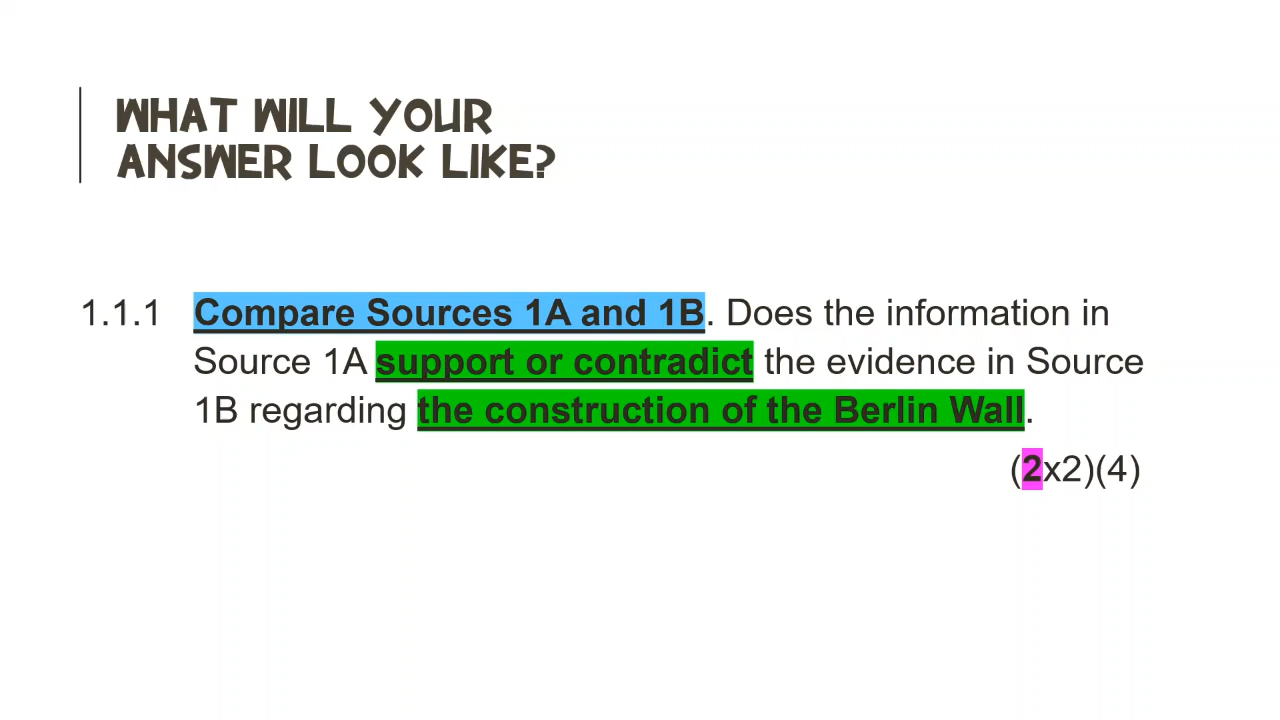 WHAT WILL YOUR
ANSWER LOOK LIKE?
1.1.1 Compare Sources 1A and 1B. Does the information in
Source 1A support or contradict the evidence in Source
1B regarding the construction of the Berlin Wall.
(2x2)(4)